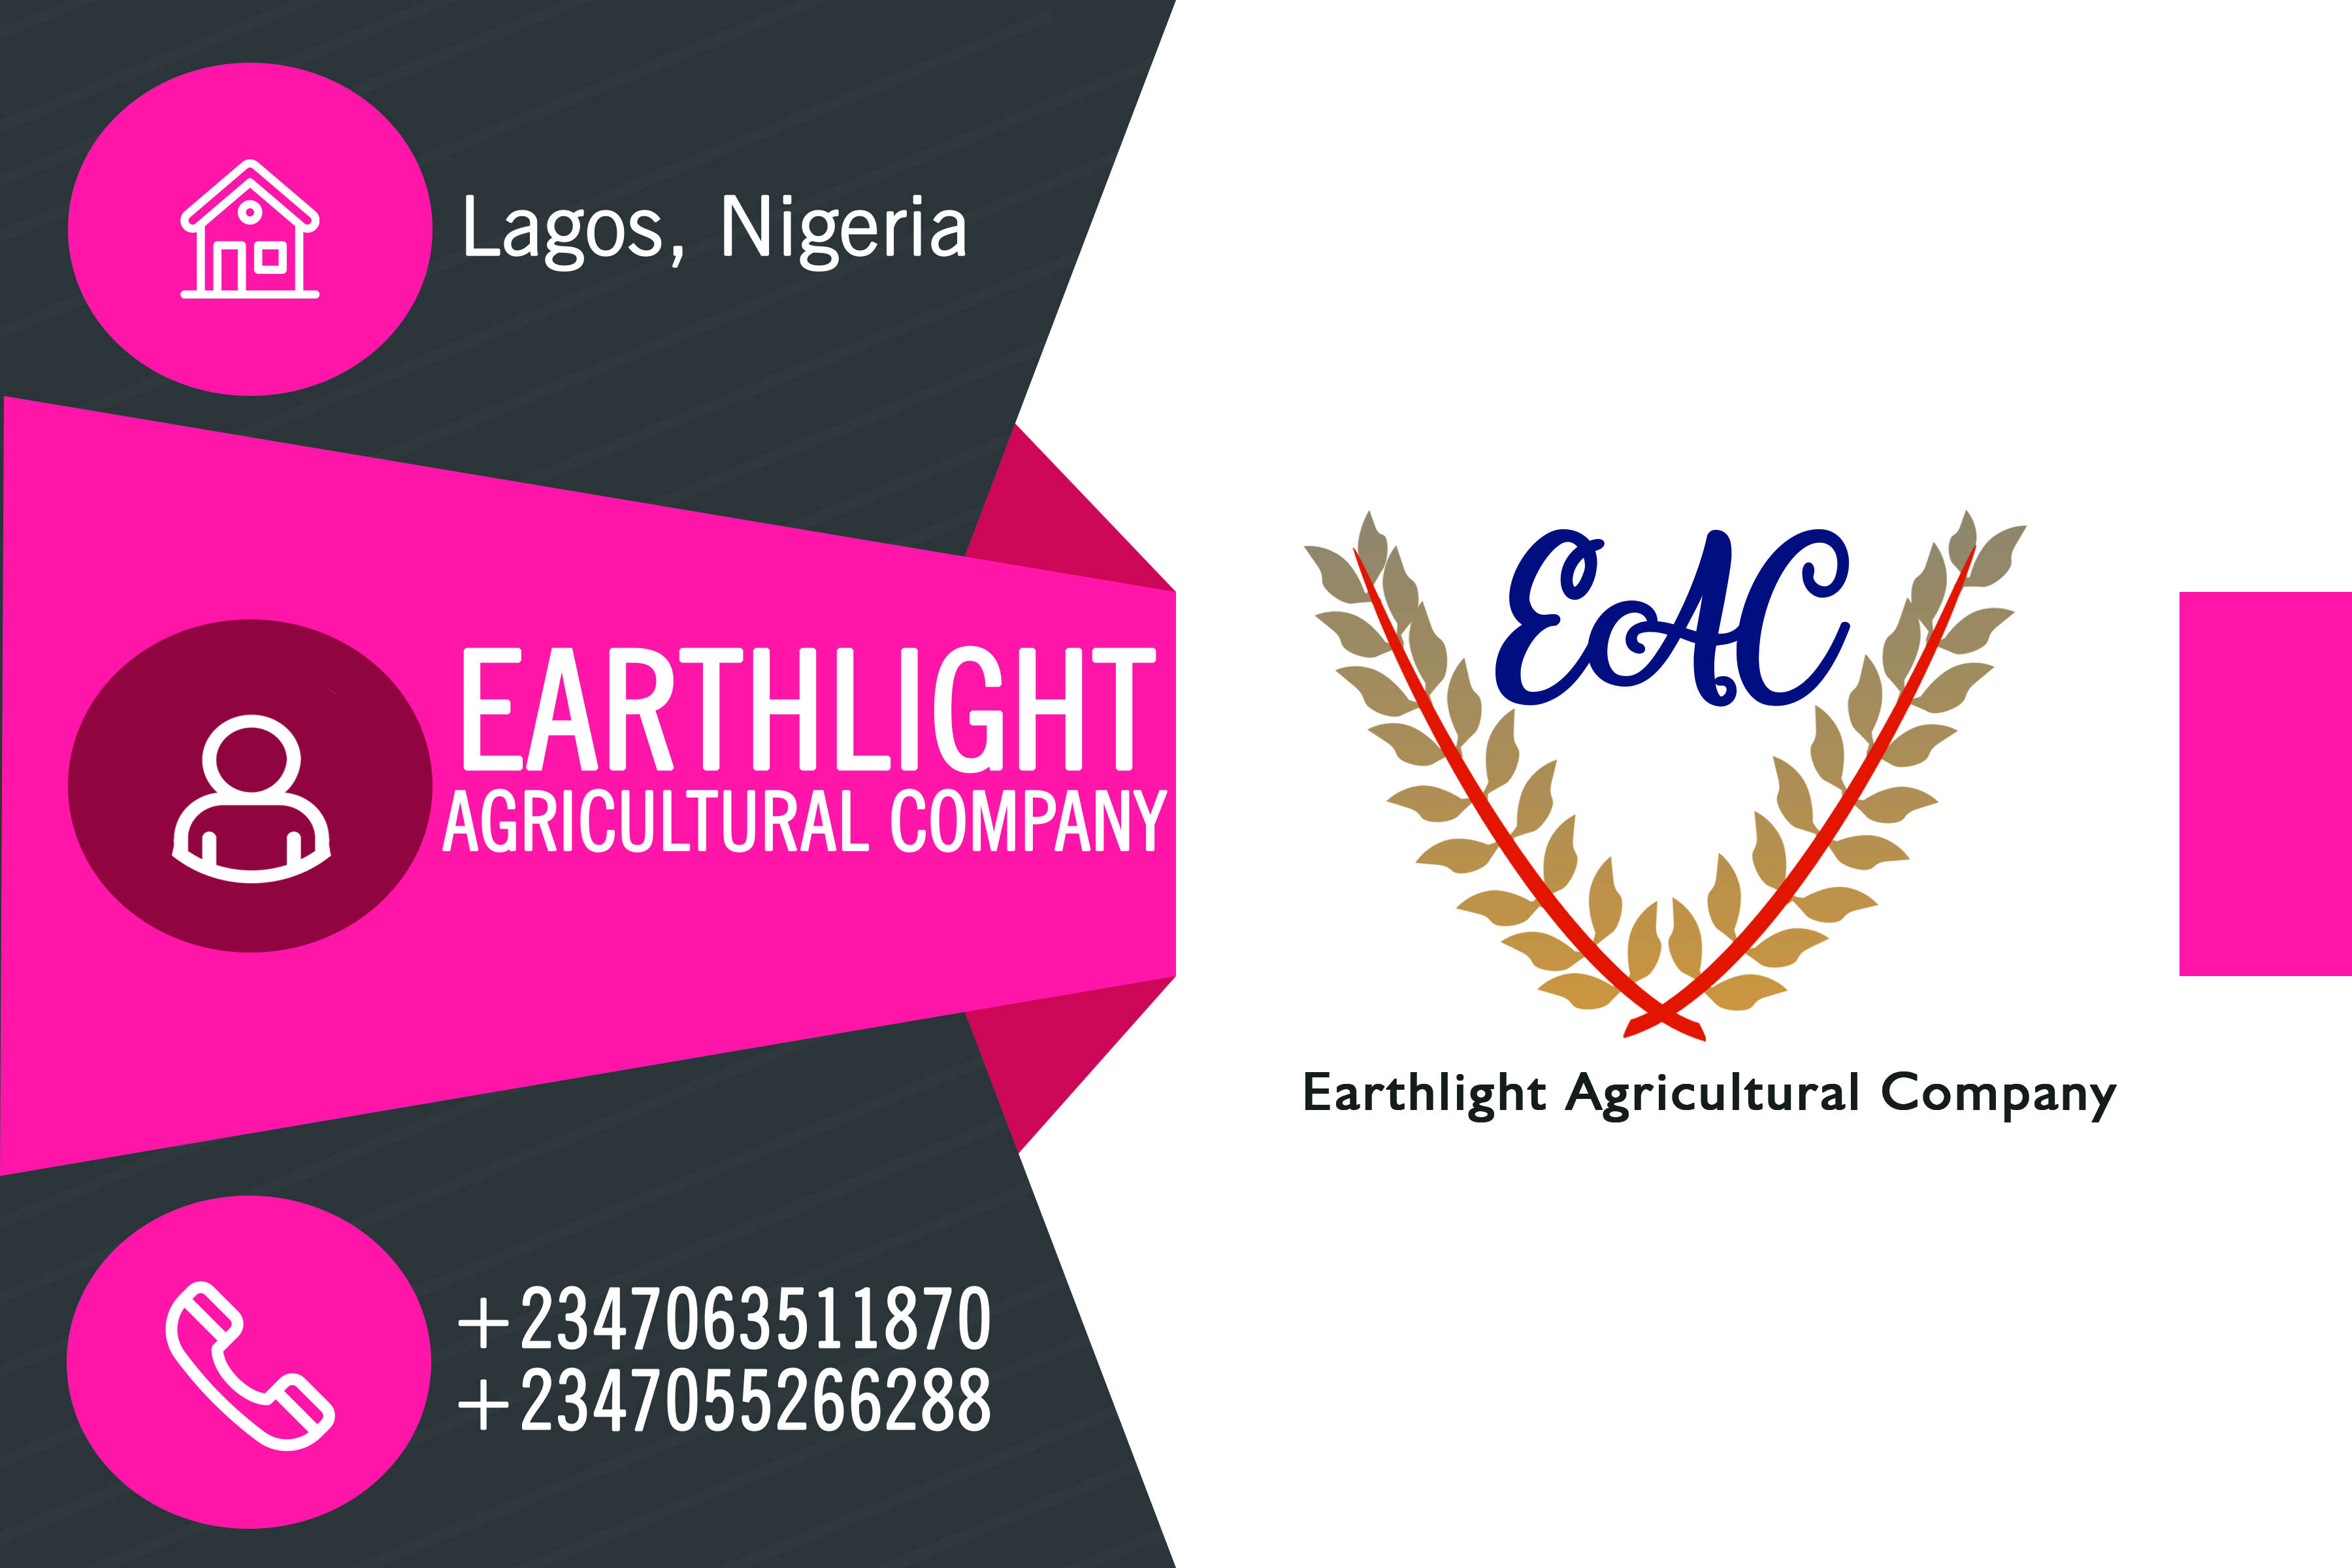 Lagos, Nigeria
EARTHLIGHT
AGRICULTURAL COMPANY
+2347063511870
+2347055266288
EAC
Earthlight Agricultural Company